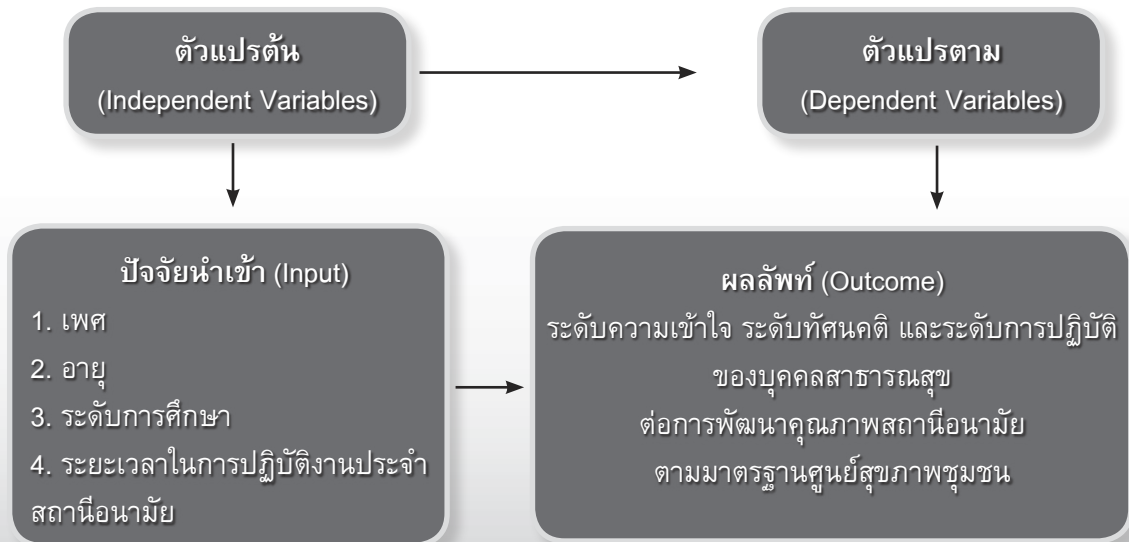 ตัวแปรต้น
(Independent Variables)
ตัวแปรตาม
(Dependent Variables)
ปัจจัยนำเข้า (Input)
1. เพศ
2. อายุ
3. ระดับการศึกษา
4. ระยะเวลาในการปฏิบัติงานประจำ
สถานีอนามัย
ผลลัพท์ (Outcome)
ระดับความเข้าใจ ระดับทัศนคติ และระดับการปฏิบัติ
ของบุคคลสาธารณสุข
ต่อการพัฒนาคุณภาพสถานีอนามัย
ตามมาตรฐานศูนย์สุขภาพชุมชน